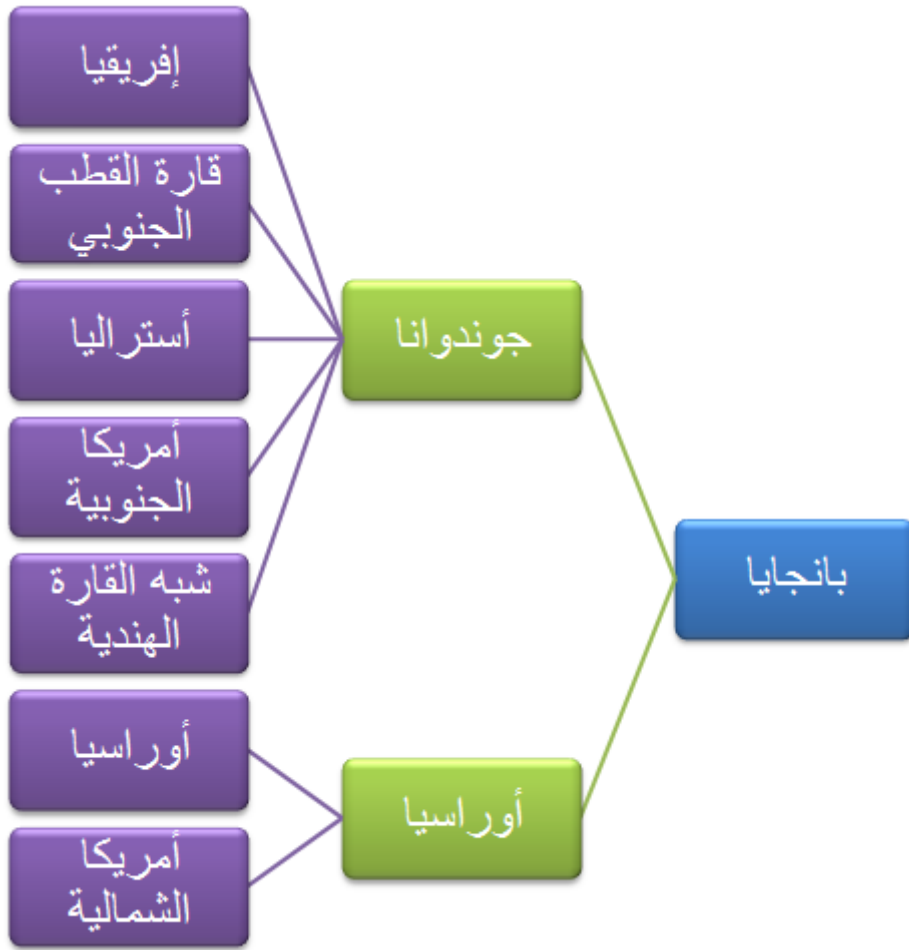 بانجايا
جوندوانا
إفريقيا
قارة القطب
الجنوبي
أستراليا
أمريكا
الجنوبية
شبه القارة
الهندية
أوراسيا
أوراسيا
أمريكا
الشمالية